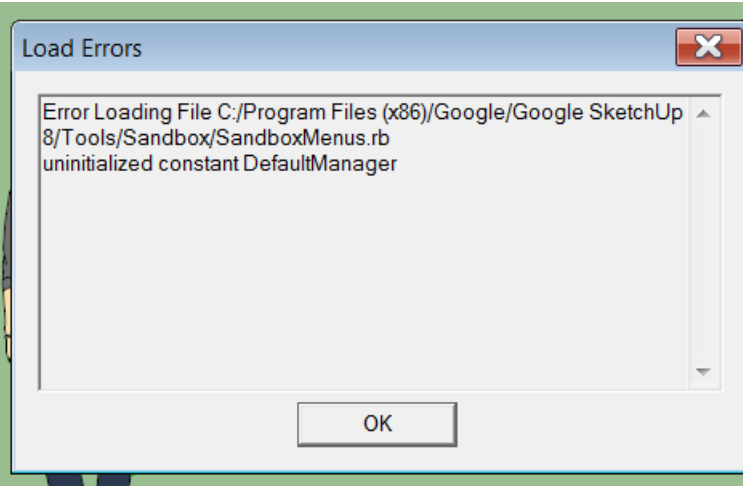 Load Errors
Error Loading File C:/Program Files (x86)/Google/Google SketchUp
8/Tools/Sandbox/SandboxMenus.rb
uninitialized constant DefaultManager
OK